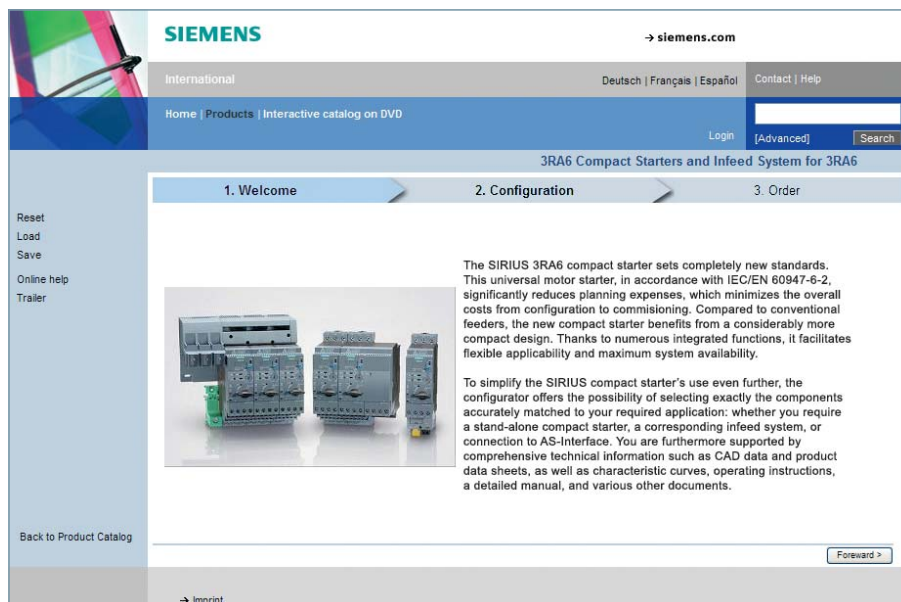 SIEMENS
→ siemens.com
International
Deutsch | Français | Español
Contact | Help
Home | Products | Interactive catalog on DVD
Login
[Advanced]
Search
3RA6 Compact Starters and Infeed System for 3RA6
1. Welcome
2. Configuration
3. Order
Reset
Load
Save
Online help
Trailer
The SIRIUS 3RA6 compact starter sets completely new standards.
This universal motor starter, in accordance with IEC/EN 60947-6-2,
significantly reduces planning expenses, which minimizes the overall
costs from configuration to commisioning. Compared to conventional
feeders, the new compact starter benefits from a considerably more
compact design. Thanks to numerous integrated functions, it facilitates
flexible applicability and maximum system availability.
To simplify the SIRIUS compact starter's use even further, the
configurator offers the possibility of selecting exactly the components
accurately matched to your required application: whether you require
a stand-alone compact starter, a corresponding infeed system, or
connection to AS-Interface. You are furthermore supported by
comprehensive technical information such as CAD data and product
data sheets, as well as characteristic curves, operating instructions,
a detailed manual, and various other documents.
Back to Product Catalog
Foreward >
→ Imprint